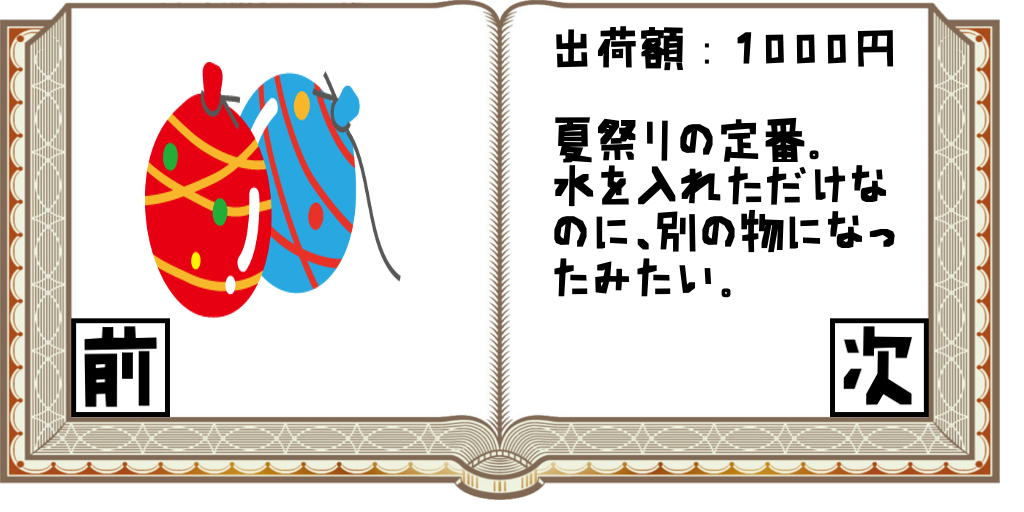 出荷額：1000円
夏祭りの定番。
水を入れただけな
のに、別の物になっ
たみたい。
前
次